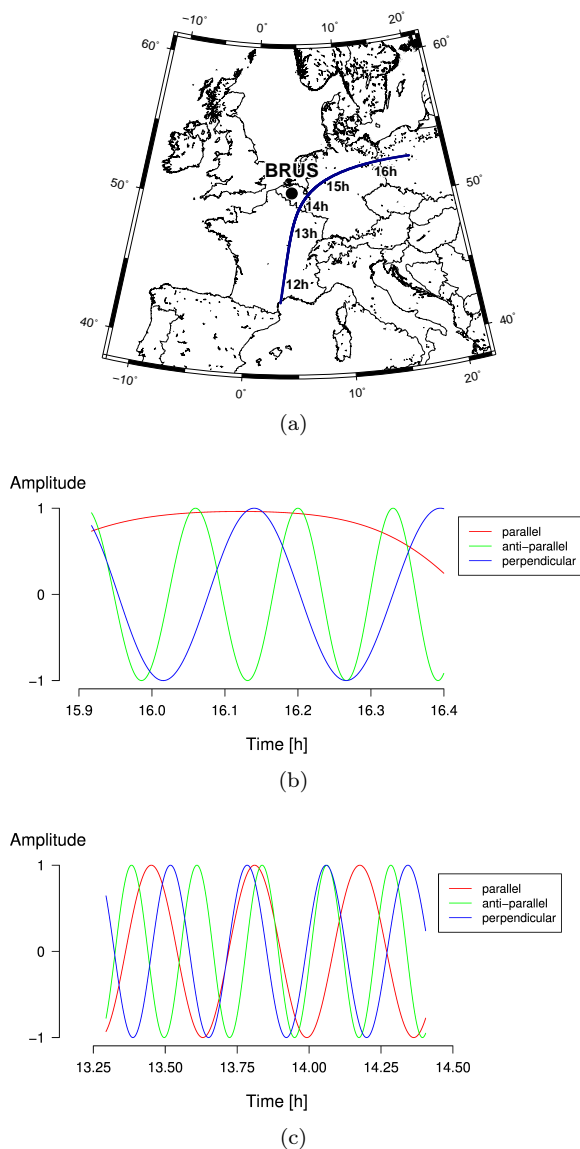 −10˚ 0˚ 10˚ 20˚
60˚ 60˚
BRUS
16h
15h
50˚ 50˚
14h
13h
12h
40˚ 40˚
−10˚ 0˚ 10˚ 20˚
(a)
Amplitude
1
0
−1
parallel
anti−parallel
perpendicular
15.9 16.0 16.1 16.2 16.3 16.4
Time [h]
(b)
Amplitude
1
0
−1
parallel
anti−parallel
perpendicular
13.25 13.50 13.75 14.00 14.25 14.50
Time [h]
(c)